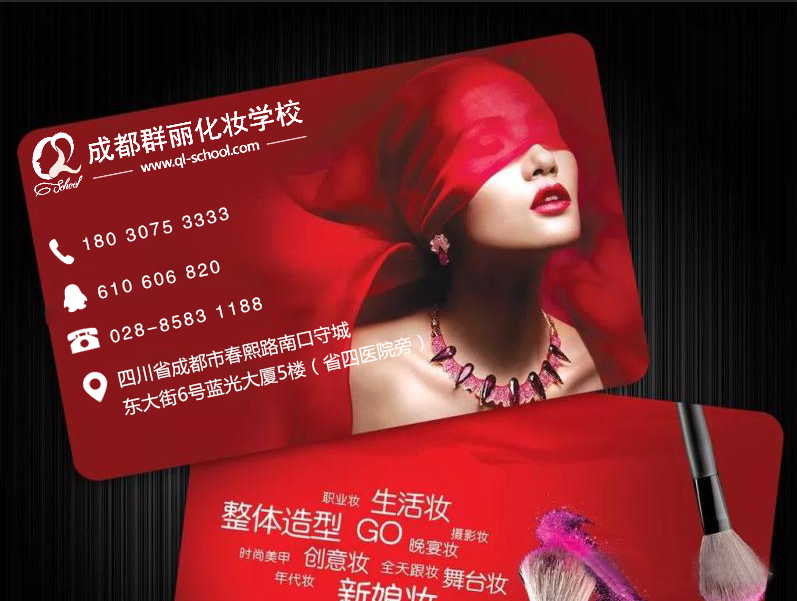 成都群丽化妆学校
www.ql-school.com
School
180 3075 3333
610 606 820
028-8583 1188
四川省成都市春熙路南口守城
东大街6号蓝光大厦5楼（省四医院旁）
职业妆 生活妆
整体造型 GO 摄影妆
晚宴妆
时尚美甲 创意妆 全天跟妆 舞台妆
年代妆 新娘妆